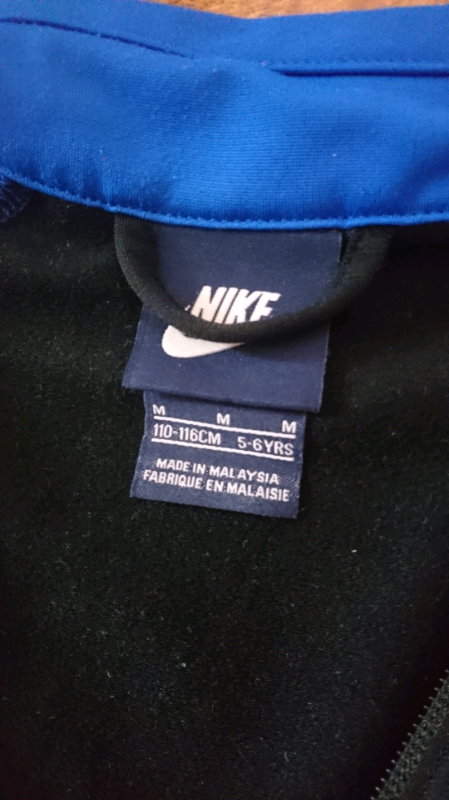 NIKE
M M M
110-116CM 5-6YRS
MADE IN MALAYSIA
FABRIQUE EN MALAISIE